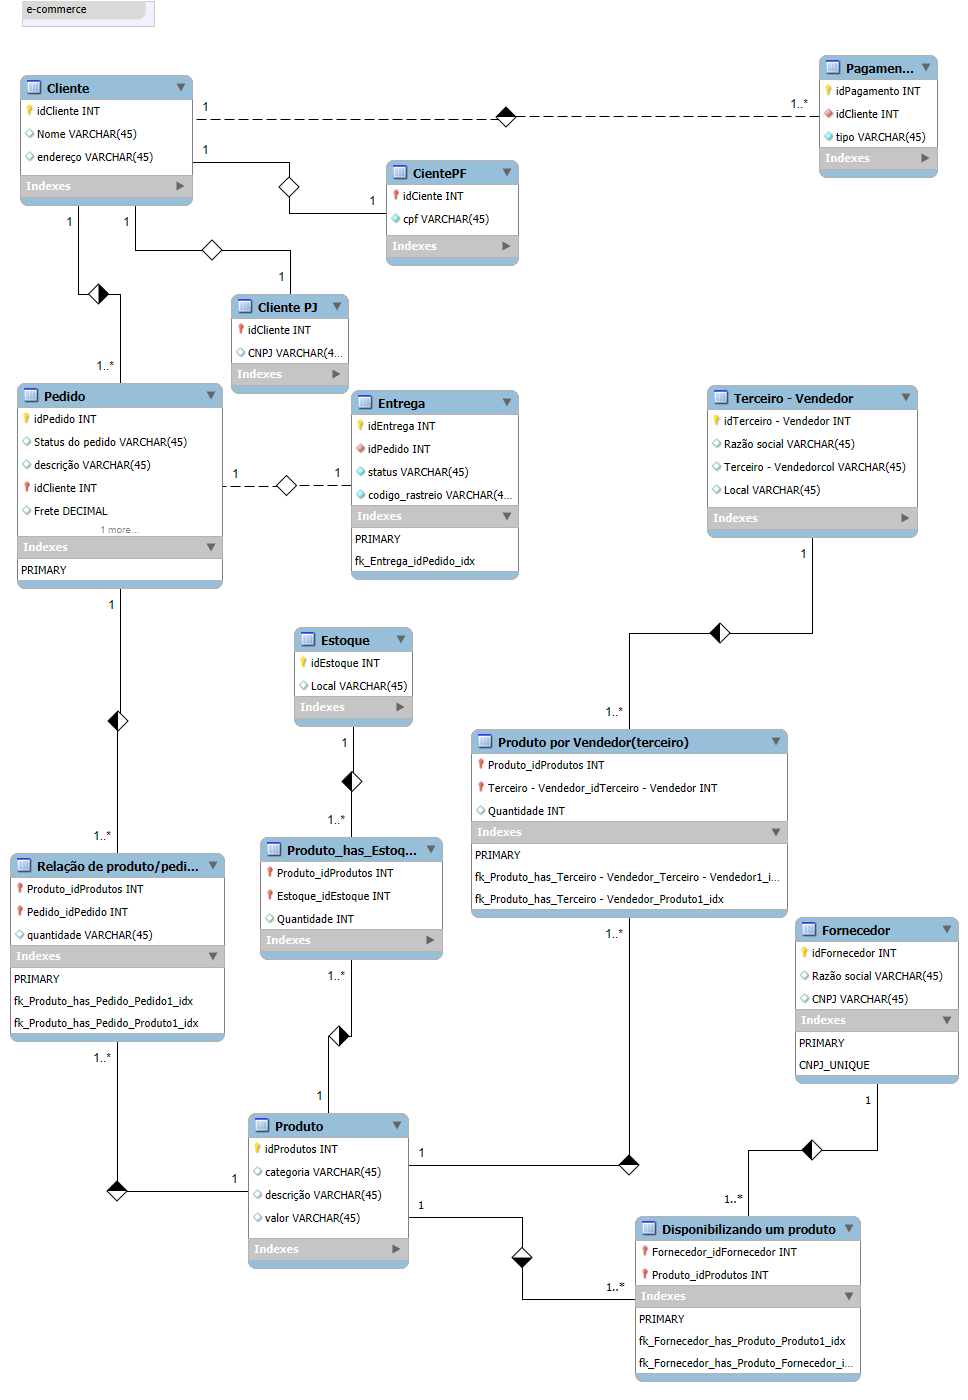 e-commerce
Cliente
idCliente INT
Nome VARCHAR(45)
endereço VARCHAR(45)
Indexes
1
1..*
Pagamen...
idPagamento INT
idCliente INT
tipo VARCHAR(45)
Indexes
1
1
CientePF
idCiente INT
cpf VARCHAR(45)
Indexes
1
1
Cliente PJ
idCliente INT
CNPJ VARCHAR(4...
Indexes
1
1..*
Pedido
idPedido INT
Status do pedido VARCHAR(45)
descrição VARCHAR(45)
idCliente INT
Frete DECIMAL
1 more...
Indexes
PRIMARY
1
1
Entrega
idEntrega INT
idPedido INT
status VARCHAR(45)
codigo_rastreio VARCHAR(4...
Indexes
PRIMARY
fk_Entrega_idPedido_idx
Terceiro - Vendedor
idTerceiro - Vendedor INT
Razão social VARCHAR(45)
Terceiro - Vendedorcol VARCHAR(45)
Local VARCHAR(45)
Indexes
1
1..*
1
1..*
Estoque
idEstoque INT
Local VARCHAR(45)
Indexes
1
1..*
Produto por Vendedor(terceiro)
Produto_idProdutos INT
Terceiro - Vendedor_idTerceiro - Vendedor INT
Quantidade INT
Indexes
PRIMARY
fk_Produto_has_Terceiro - Vendedor_Terceiro - Vendedor1_i...
fk_Produto_has_Terceiro - Vendedor_Produto1_idx
1..*
Relação de produto/pedi...
Produto_idProdutos INT
Pedido_idPedido INT
quantidade VARCHAR(45)
Indexes
PRIMARY
fk_Produto_has_Pedido_Pedido1_idx
fk_Produto_has_Pedido_Produto1_idx
1..*
Produto_has_Estoq...
Produto_idProdutos INT
Estoque_idEstoque INT
Quantidade INT
Indexes
1..*
Fornecedor
idFornecedor INT
Razão social VARCHAR(45)
CNPJ VARCHAR(45)
Indexes
PRIMARY
CNPJ_UNIQUE
1
1..*
1
1
1
1
Produto
idProdutos INT
categoria VARCHAR(45)
descrição VARCHAR(45)
valor VARCHAR(45)
Indexes
1..*
Disponibilizando um produto
Fornecedor_idFornecedor INT
Produto_idProdutos INT
Indexes
PRIMARY
fk_Fornecedor_has_Produto_Produto1_idx
fk_Fornecedor_has_Produto_Fornecedor_i...